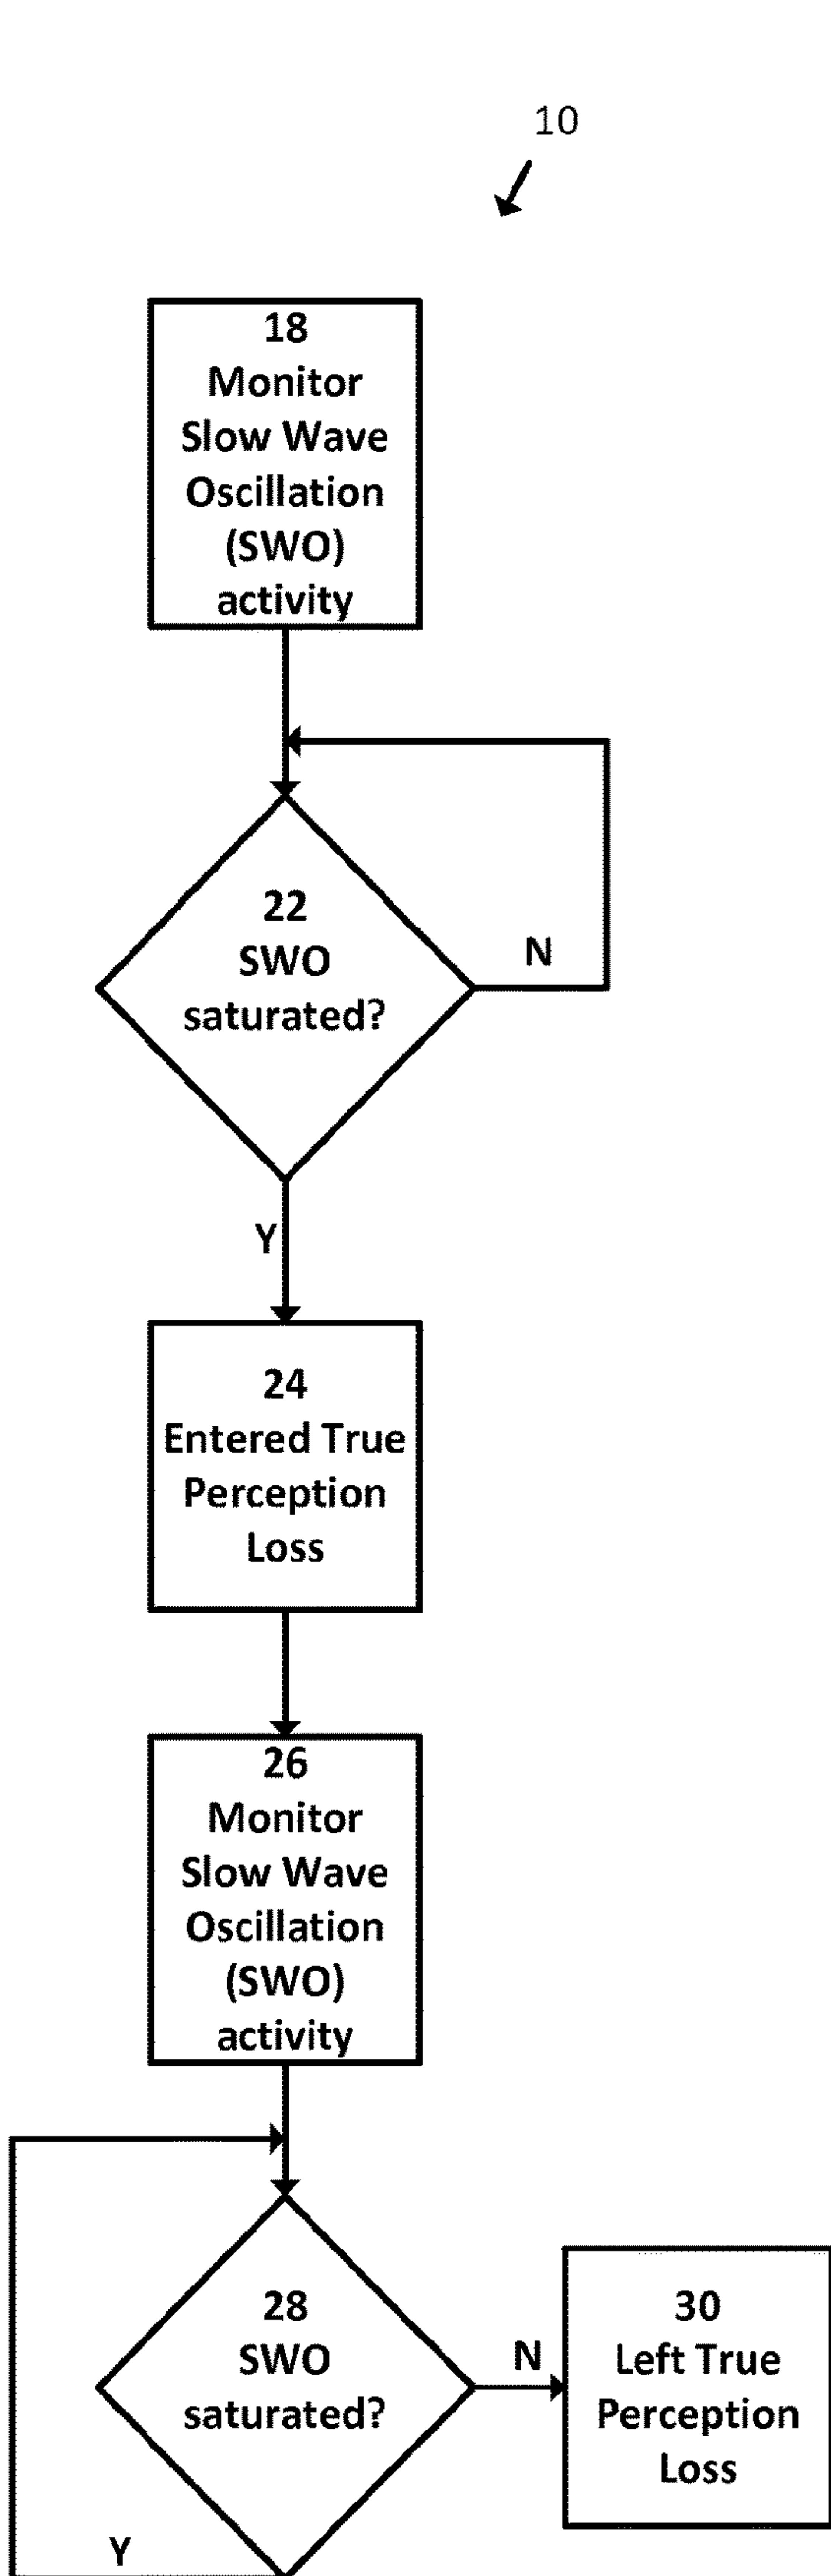 10
18
Monitor
Slow Wave
Oscillation
(SWO)
activity
22
SWO
saturated?
N
Y
24
Entered True
Perception
Loss
26
Monitor
Slow Wave
Oscillation
(SWO)
activity
28
SWO
saturated?
N
30
Left True
Perception
Loss
Y